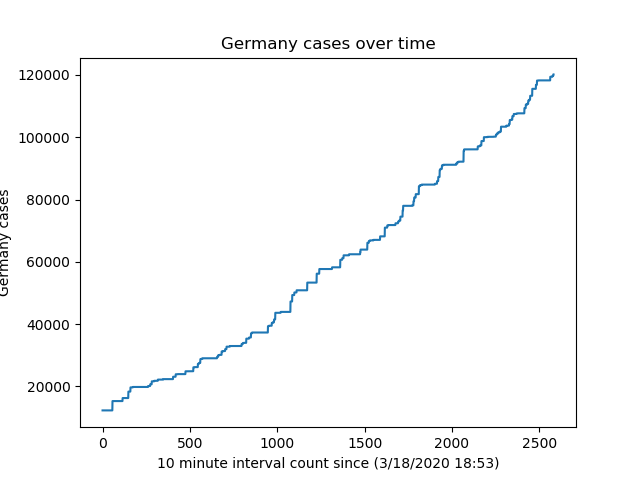 Germany cases over time
120000
100000
80000
60000
40000
20000
Germany cases
0 500 1000 1500 2000 2500
10 minute interval count since (3/18/2020 18:53)